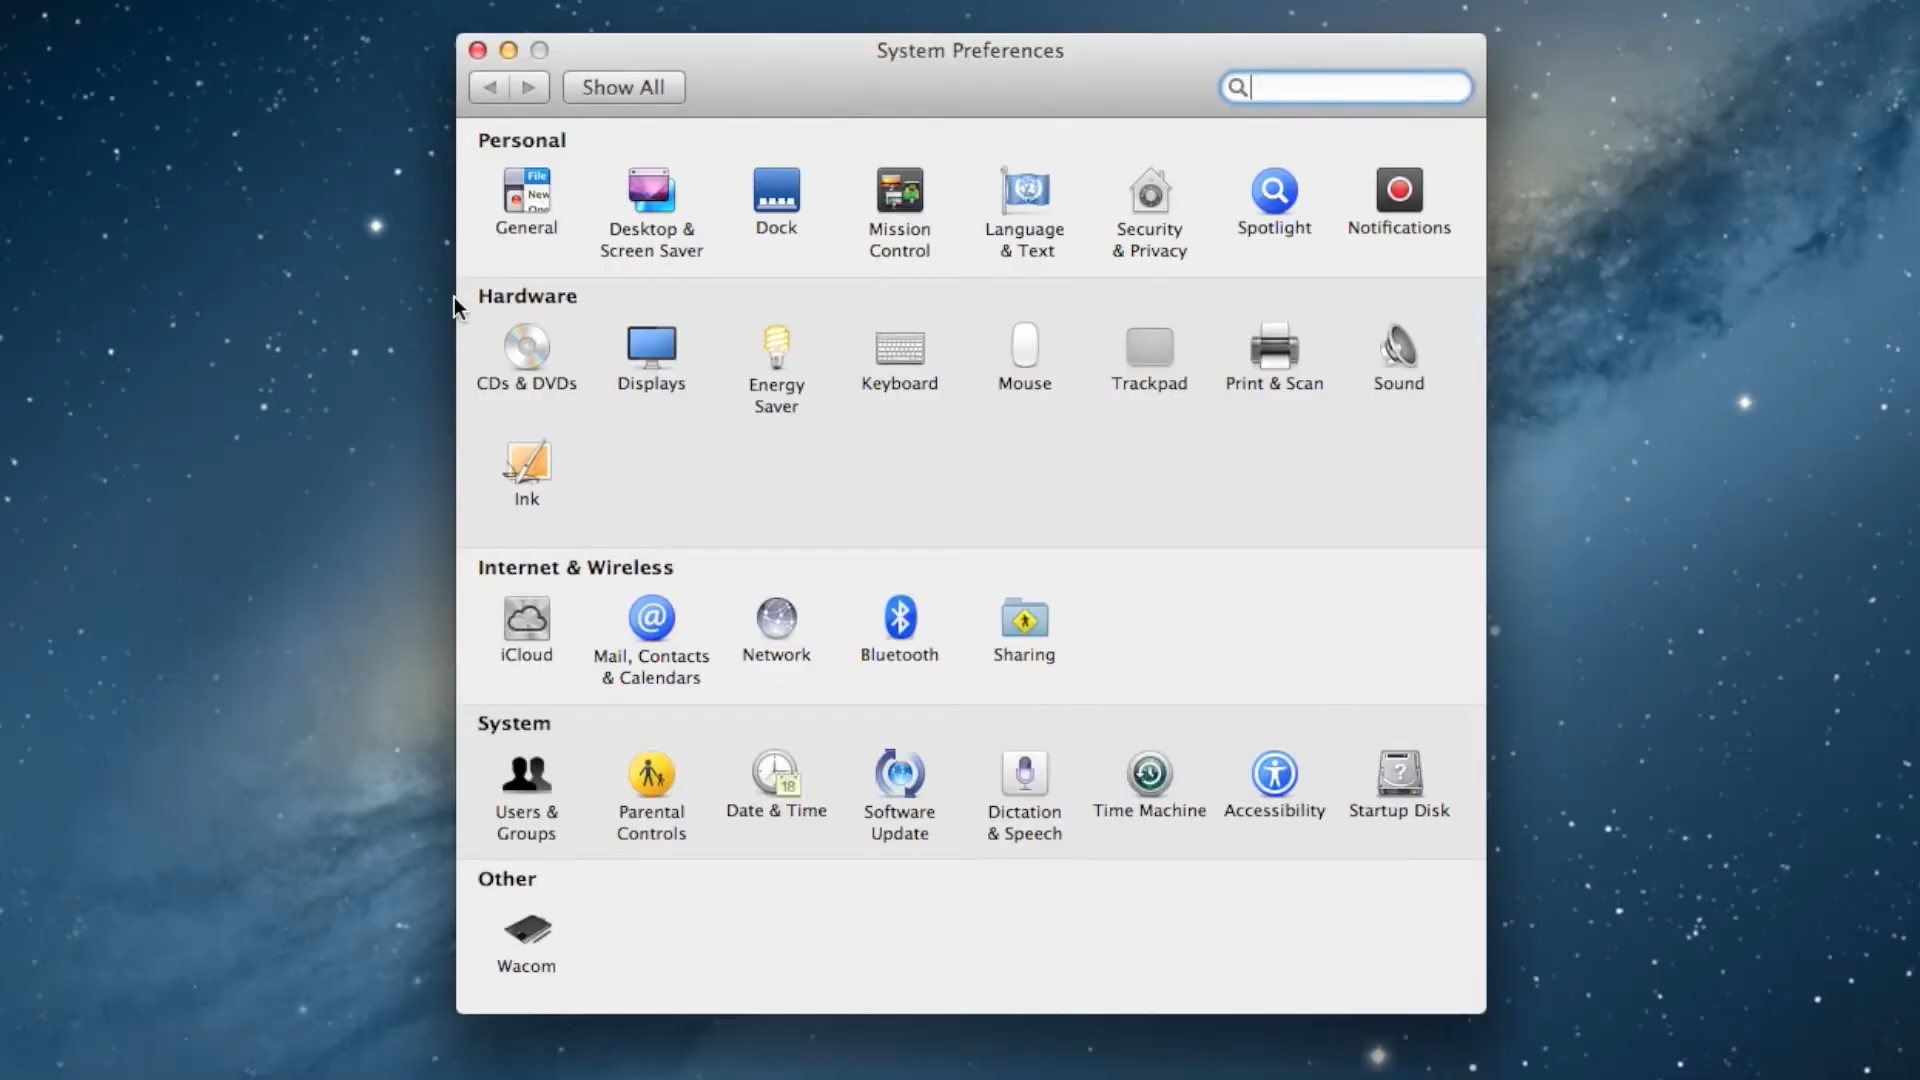 System Preferences
Show All
Personal
File
New
General
Desktop &
Screen Saver
Dock
Mission
Control
Language
& Text
Security
& Privacy
Spotlight
Notifications
Hardware
CDs & DVDs
Displays
Energy
Saver
Keyboard
Mouse
Trackpad
Print & Scan
Sound
Ink
Internet & Wireless
iCloud
@
Mail, Contacts
& Calendars
Network
Bluetooth
Sharing
System
Users &
Groups
Parental
Controls
18
Date & Time
Software
Update
Dictation
& Speech
Time Machine
Accessibility
?
Startup Disk
Other
Wacom